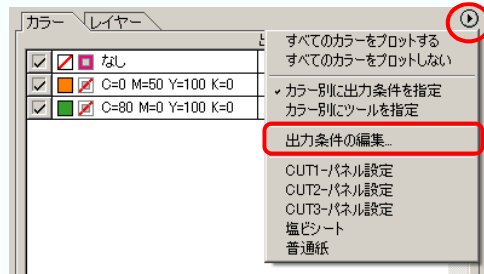 カラー レイヤー
すべてのカラーをプロットする
すべてのカラーをプロットしない
カラー別に出力条件を指定
カラー別にツールを指定
出力条件の編集...
CUT1-パネル設定
CUT2-パネル設定
CUT3-パネル設定
塩ビシート
普通紙
なし
C=0 M=50 Y=100 K=0
C=80 M=0 Y=100 K=0